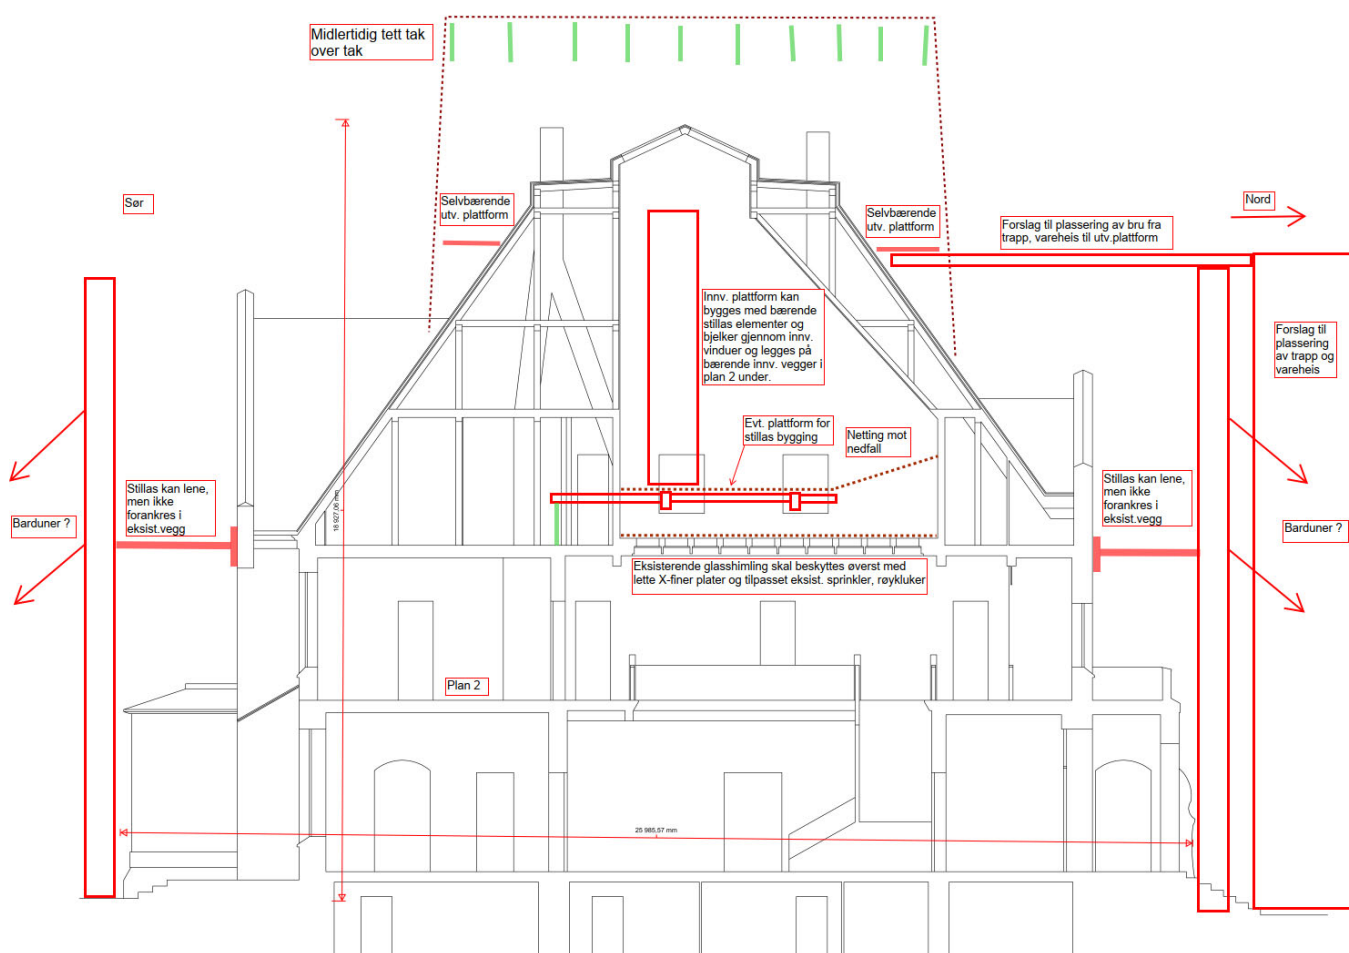 Midlertidig tett tak
over tak
Sør
Selvbærende
utv. plattform
Selvbærende
utv. plattform
Nord
Forslag til plassering av bru fra
trapp, vareheis til utv.plattform
Innv. plattform kan
bygges med bærende
stillas elementer og
bjelker gjennom innv.
vinduer og legges på
bærende innv. vegger i
plan 2 under.
Forslag til
plassering
av trapp og
vareheis
Evt. plattform for
stillas bygging
Netting mot
nedfall
18 927,06 mm
Stillas kan lene,
men ikke
forankres i
eksist.vegg
Barduner ?
Stillas kan lene,
men ikke
forankres i
eksist.vegg
Barduner ?
Eksisterende glasshimling skal beskyttes øverst med
lette X-finer plater og tilpasset eksist. sprinkler, røykluker
Plan 2
25 985,57 mm